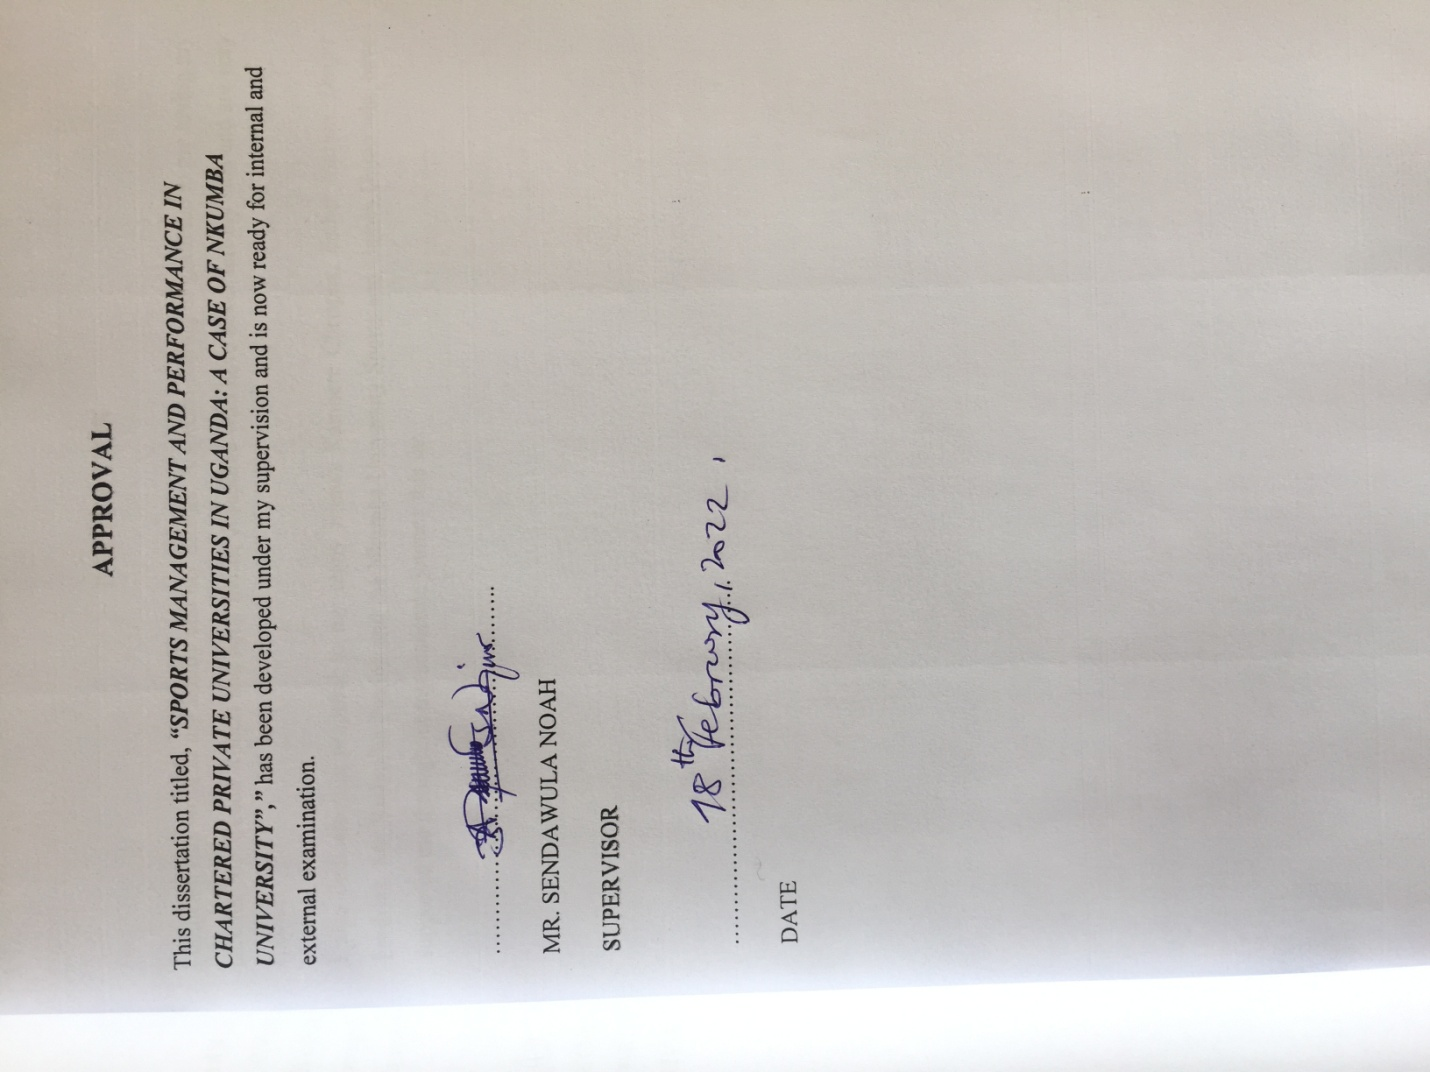 APPROVAL
This dissertation titled, “SPORTS MANAGEMENT AND PERFORMANCE IN
CHARTERED PRIVATE UNIVERSITIES IN UGANDA: A CASE OF NKUMBA
UNIVERSITY”,” has been developed under my supervision and is now ready for internal and
external examination.
MR. SENDAWULA NOAH
SUPERVISOR
18th February, 2022.
DATE